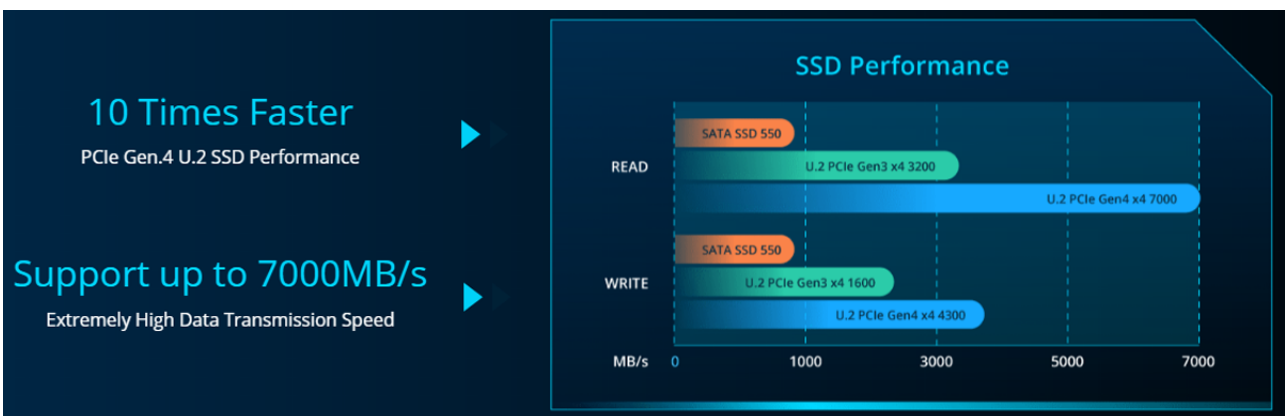 10 Times Faster
PCIe Gen.4 U.2 SSD Performance
Support up to 7000MB/s
Extremely High Data Transmission Speed
SSD Performance
READ
SATA SSD 550
U.2 PCIe Gen3 x4 3200
U.2 PCIe Gen4 x4 7000
WRITE
SATA SSD 550
U.2 PCIe Gen3 x4 1600
U.2 PCIe Gen4 x4 4300
MB/s 0 1000 3000 5000 7000